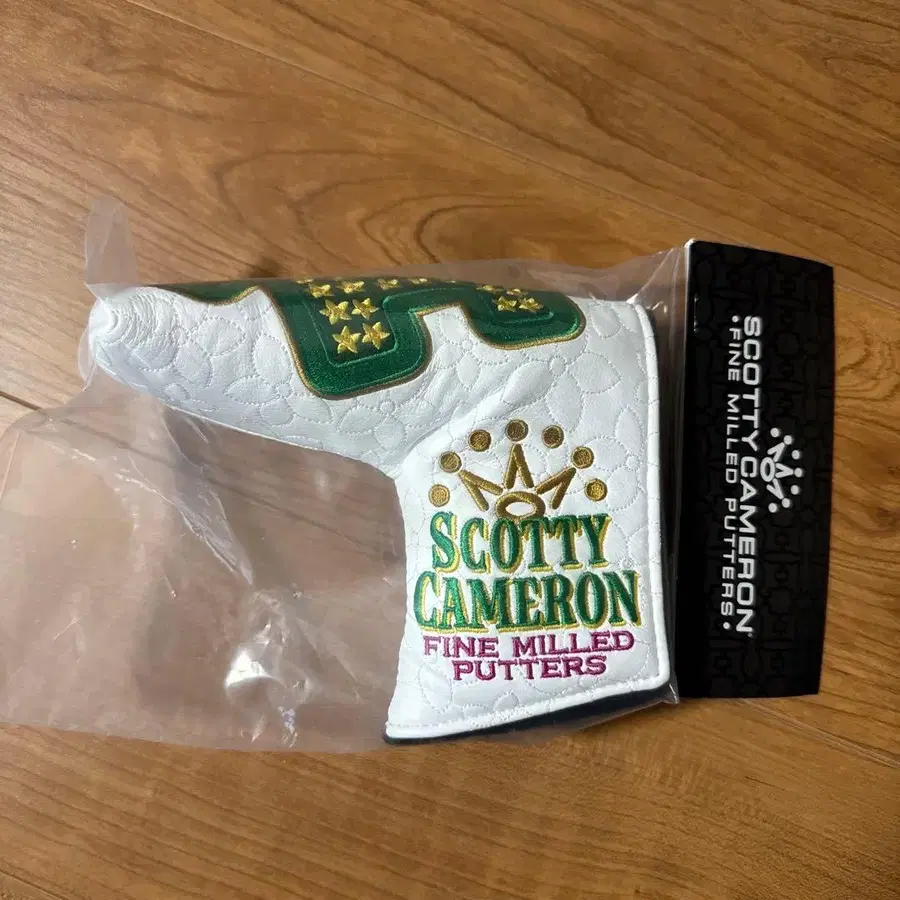 SCOTTY
CAMERON
FINE MILLED
PUTTERS
SCOTTY CAMERON
•FINE MILLED PUTTERS•